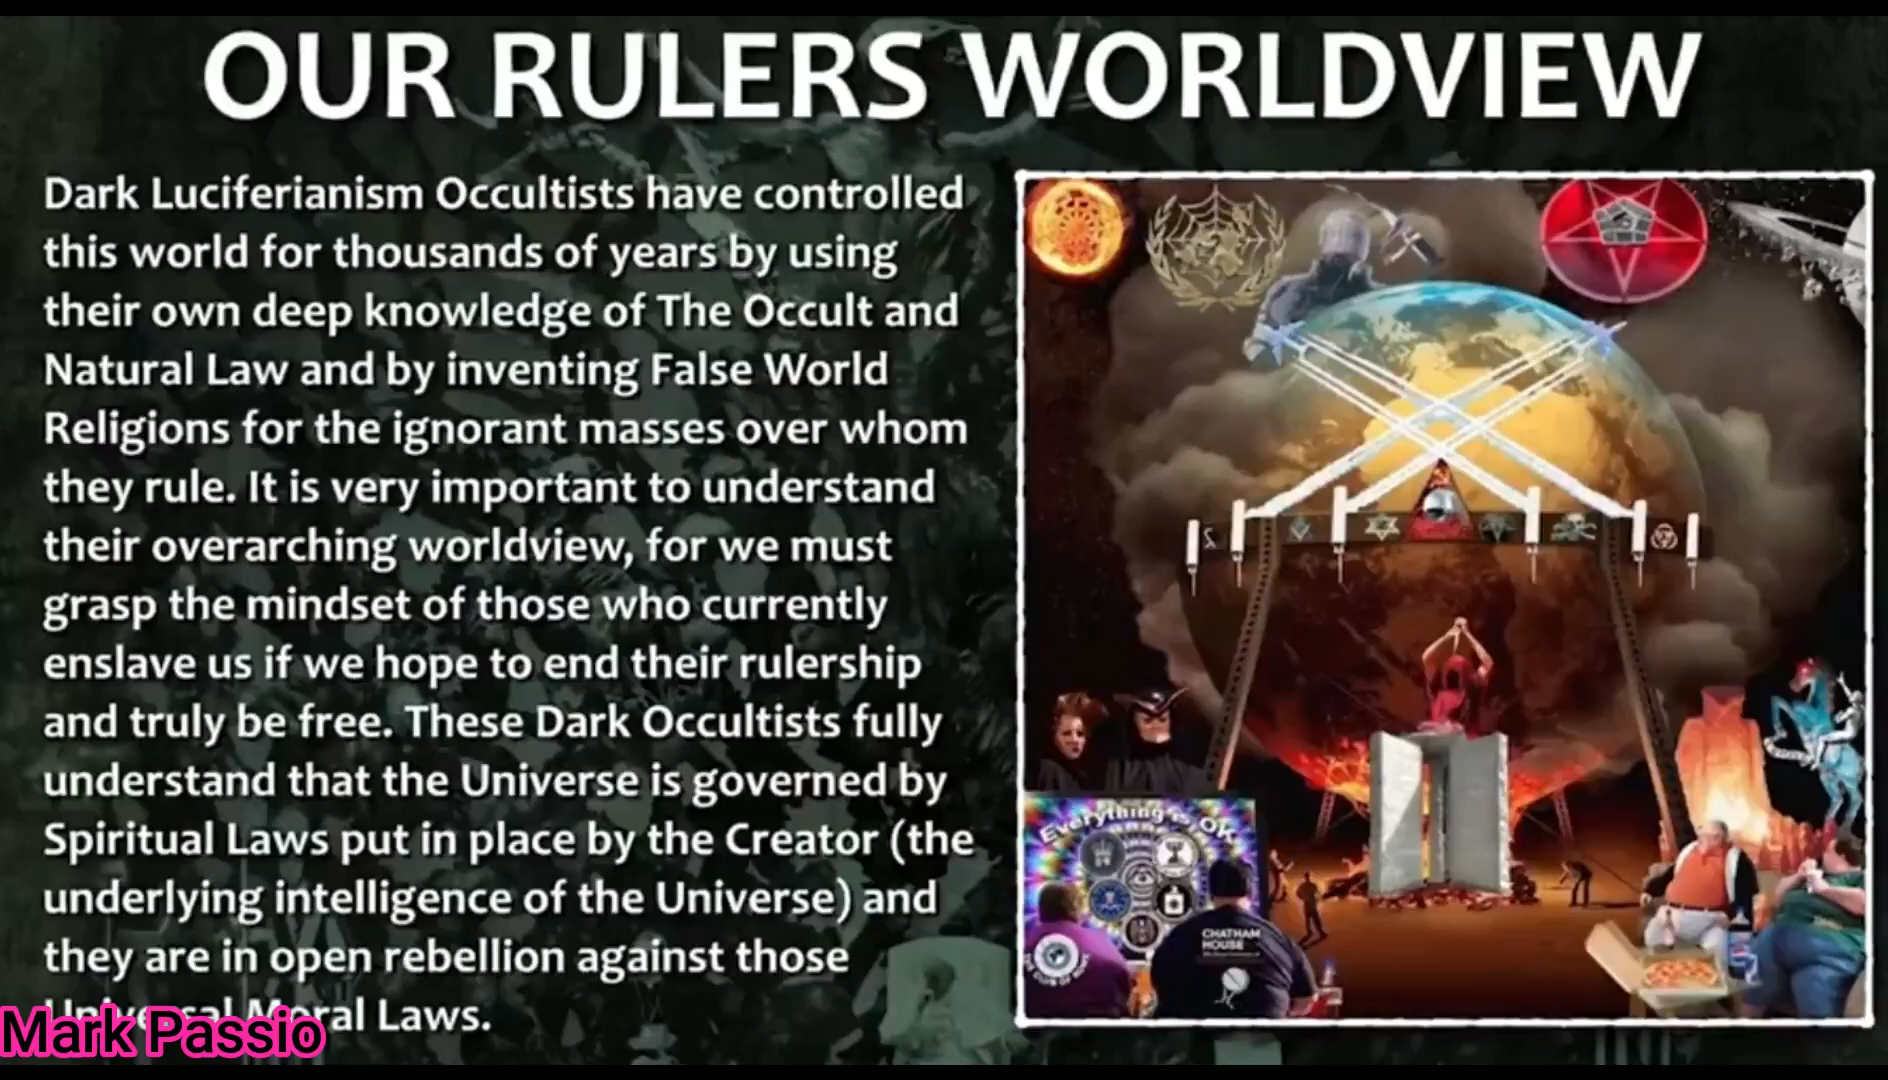 OUR RULERS WORLDVIEW
Dark Luciferianism Occultists have controlled
this world for thousands of years by using
their own deep knowledge of The Occult and
Natural Law and by inventing False World
Religions for the ignorant masses over whom
they rule. It is very important to understand
their overarching worldview, for we must
grasp the mindset of those who currently
enslave us if we hope to end their rulership
and truly be free. These Dark Occultists fully
understand that the Universe is governed by
Spiritual Laws put in place by the Creator (the
underlying intelligence of the Universe) and
they are in open rebellion against those
Universal Moral Laws.
Mark Passio
Everything is OK
CHATHAM
HOUSE